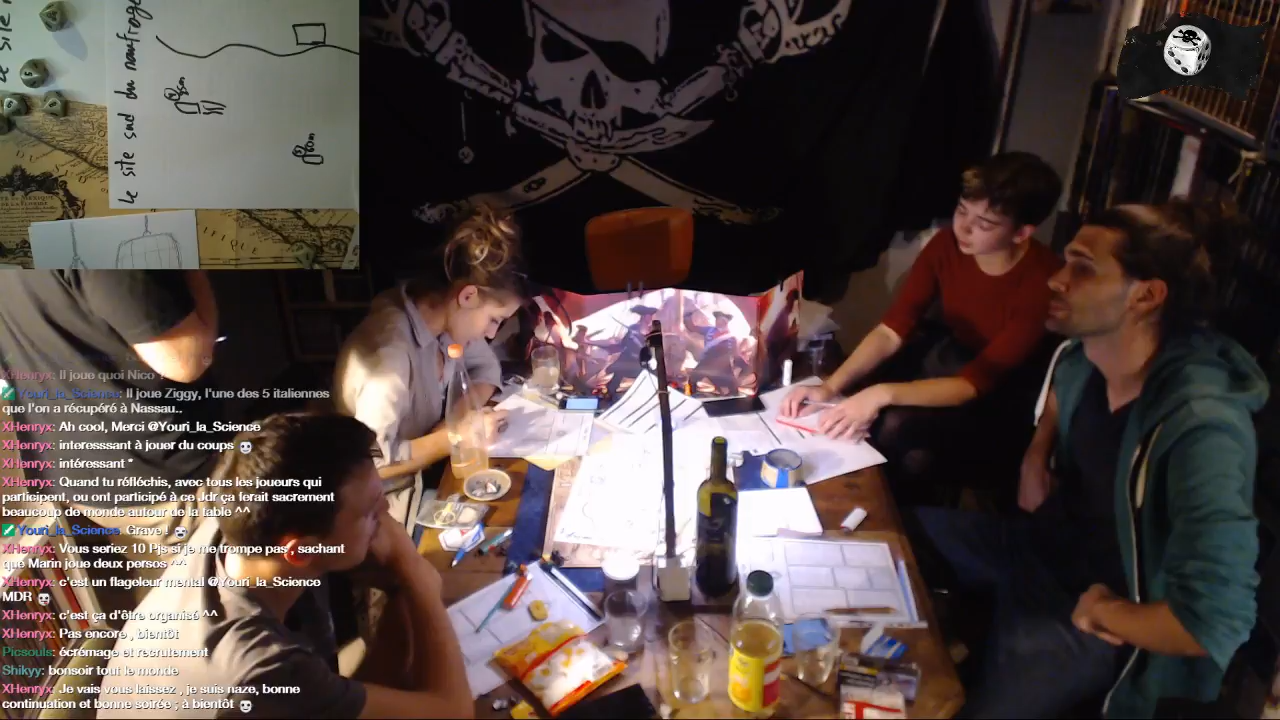 le site sud du naufrage
50m
50m
XHenryx: Il joue quoi Nico ?
Youri_la_Science: Il joue Ziggy, l'une des 5 italiennes
que l'on a récupéré à Nassau..
XHenryx: Ah cool, Merci @Youri_la_Science
XHenryx: interesssant à jouer du coups
XHenryx: intéressant *
XHenryx: Quand tu réfléchis, avec tous les joueurs qui
participent, ou ont participé à ce Jdr ça ferait sacrement
beaucoup de monde autour de la table ^^
Youri_la_Science: Grave !
XHenryx: Vous seriez 10 Pjs si je me trompe pas*, sachant
que Marin joue deux persos ^^
XHenryx: c'est un flageleur mental @Youri_la_Science
MDR
XHenryx: c'est ça d'être organisé ^^
XHenryx: Pas encore , bientôt
Picsouls: écrémage et recrutement
Shikyy: bonsoir tout le monde
XHenryx: Je vais vous laissez , je suis naze, bonne
continuation et bonne soirée ; à bientôt